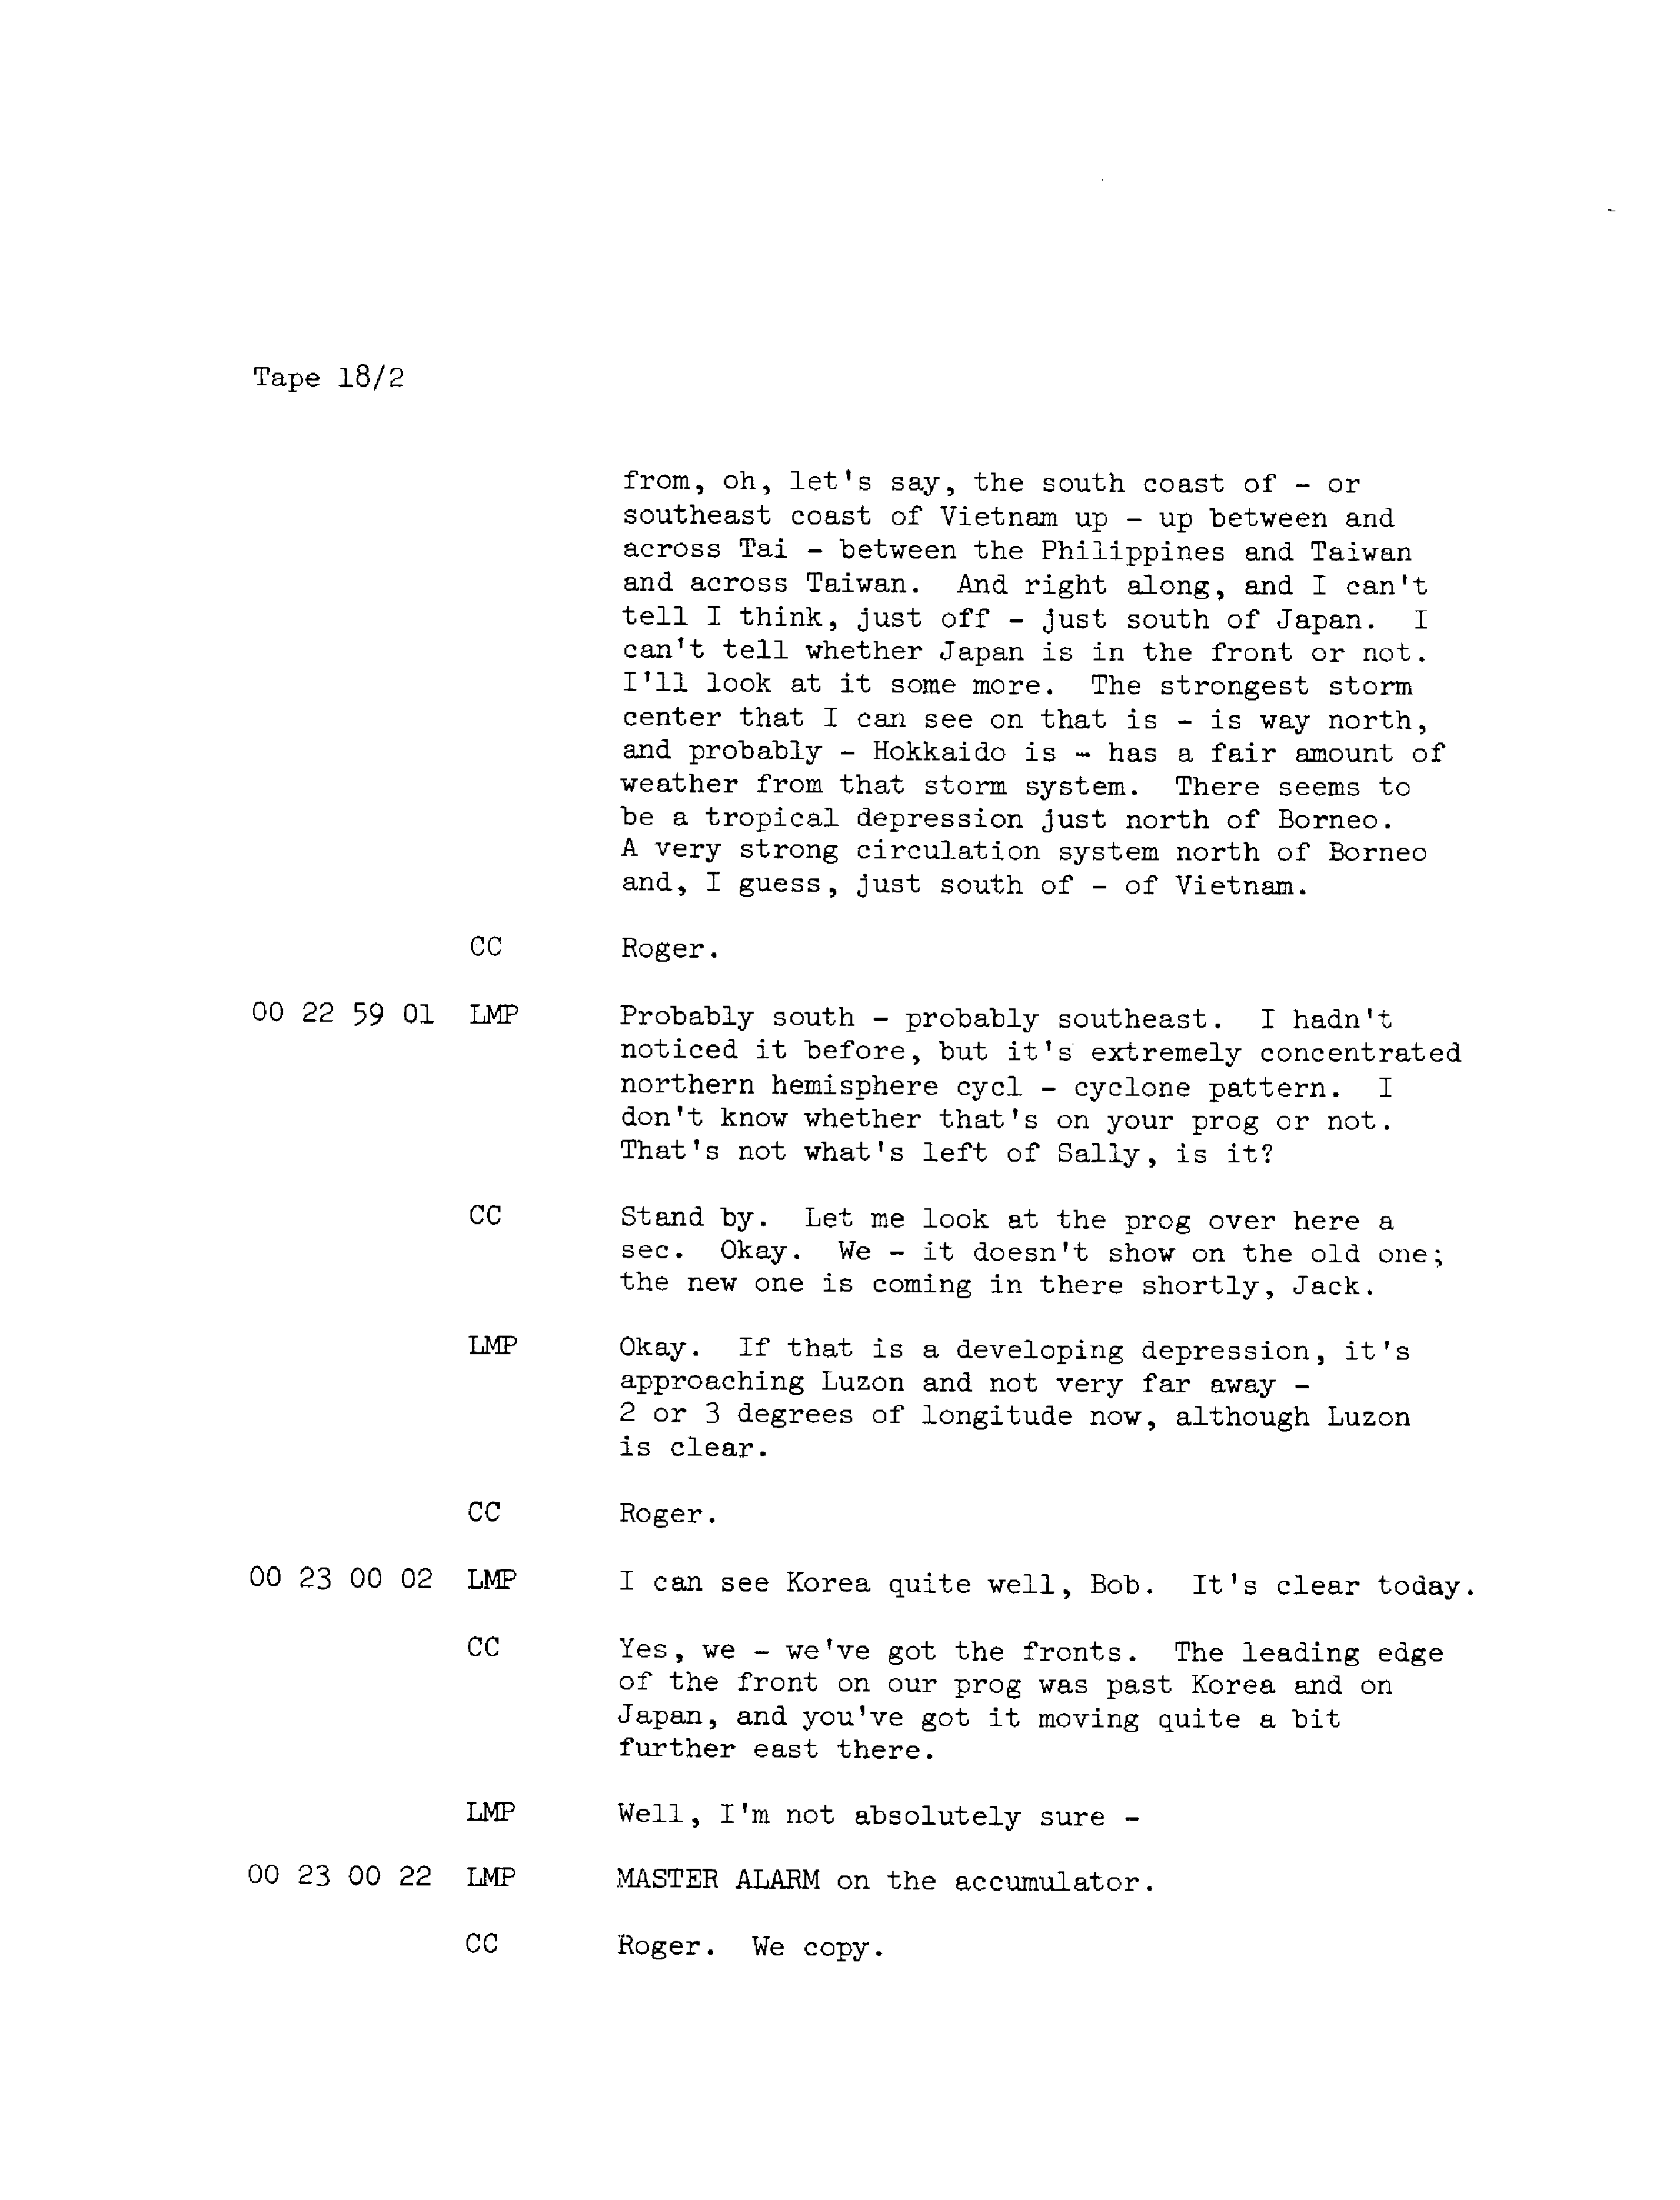 Tape 18/2
from, oh, let's say, the south coast of - or
southeast coast of Vietnam up - up between and
across Tai - between the Philippines and Taiwan
and across Taiwan. And right along, and I can't
tell I think, just off - just south of Japan. I
can't tell whether Japan is in the front or not.
I'll look at it some more. The strongest storm
center that I can see on that is - is way north,
and probably - Hokkaido is - has a fair amount of
weather from that storm system. There seems to
be a tropical depression just north of Borneo.
A very strong circulation system north of Borneo
and, I guess, just south of - of Vietnam.
CC Roger.
00 22 59 01 LMP Probably south - probably southeast. I hadn't
noticed it before, but it's extremely concentrated
northern hemisphere cycl - cyclone pattern. I
don't know whether that's on your prog or not.
That's not what's left of Sally, is it?
CC Stand by. Let me look at the prog over here a
sec. Okay. We - it doesn't show on the old one;
the new one is coming in there shortly, Jack.
LMP Okay. If that is a developing depression, it's
approaching Luzon and not very far away -
2 or 3 degrees of longitude now, although Luzon
is clear.
CC Roger.
00 23 00 02 LMP I can see Korea quite well, Bob. It's clear today.
CC Yes, we - we've got the fronts. The leading edge
of the front on our prog was past Korea and on
Japan, and you've got it moving quite a bit
further east there.
LMP Well, I'm not absolutely sure -
00 23 00 22 LMP MASTER ALARM on the accumulator.
CC Roger. We copy.